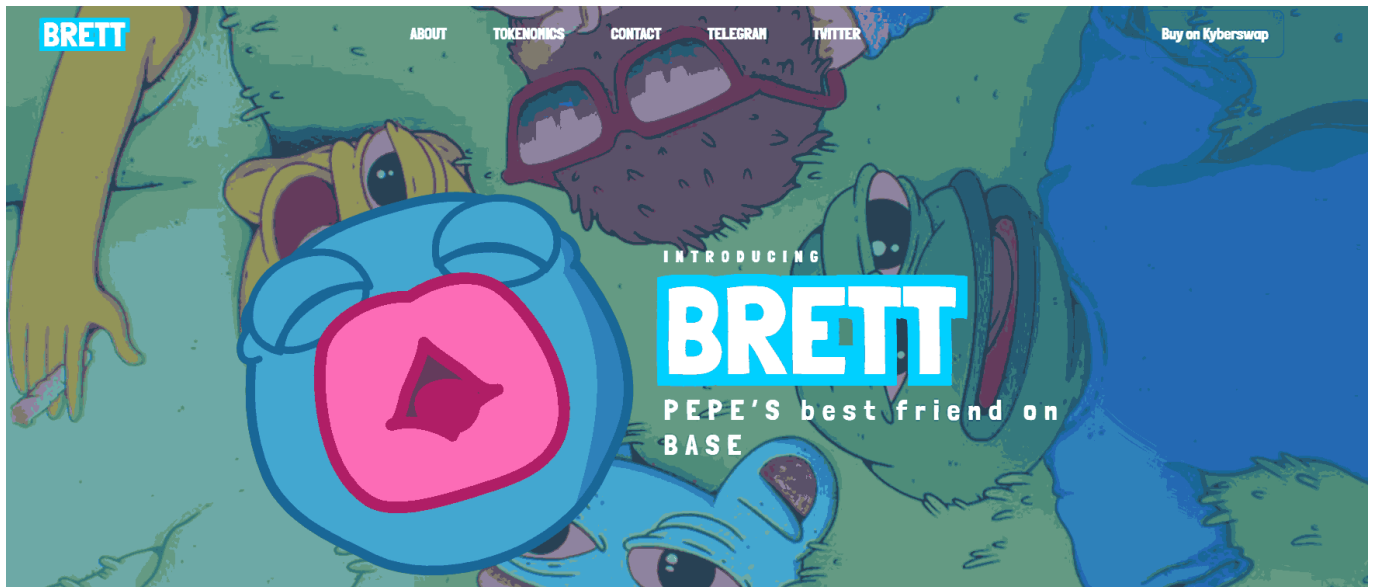 BRETT
ABOUT TOKENOMICS CONTACT TELEGRAM TWITTER
Buy on Kyberswap
INTRODUCING
BRETT
PEPE'S best friend on
BASE